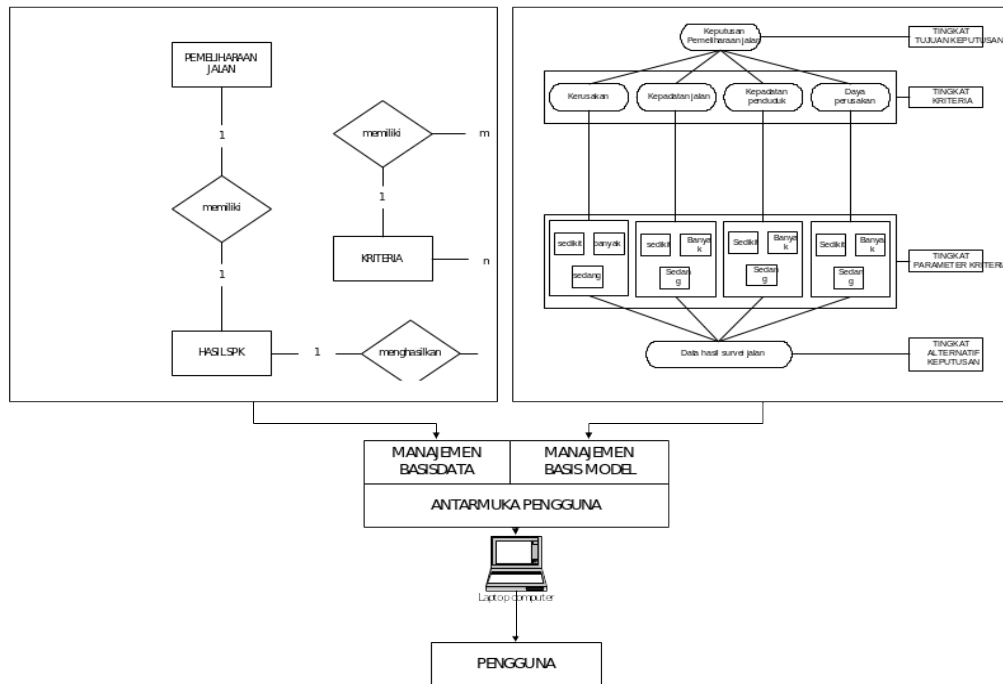 PEMELIHARAAN
JALAN
1
memiliki
1
HASIL SPK
1
menghasilkan
memiliki
m
1
KRITERIA
n
Keputusan
Pemeliharaan jalan
TINGKAT
TUJUAN KEPUTUSAN
Kerusakan
Kepadatan jalan
Kepadatan
penduduk
Daya
perusakan
TINGKAT
KRITERIA
sedikit
banyak
sedang
sedikit
Banya
k
Sedan
g
Sedikit
Banya
k
Sedan
g
Sedikit
Banya
k
Sedan
g
TINGKAT
PARAMETER KRITERIA
Data hasil survei jalan
TINGKAT
ALTERNATIF
KEPUTUSAN
MANAJEMEN
BASISDATA
MANAJEMEN
BASIS MODEL
ANTARMUKA PENGGUNA
Laptop computer
PENGGUNA